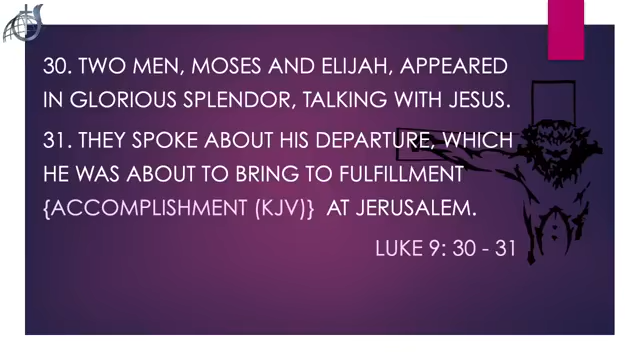 30. TWO MEN, MOSES AND ELIJAH, APPEARED
IN GLORIOUS SPLENDOR, TALKING WITH JESUS.
31. THEY SPOKE ABOUT HIS DEPARTURE, WHICH
HE WAS ABOUT TO BRING TO FULFILLMENT
{ACCOMPLISHMENT (KJV)} AT JERUSALEM.
LUKE 9: 30 - 31